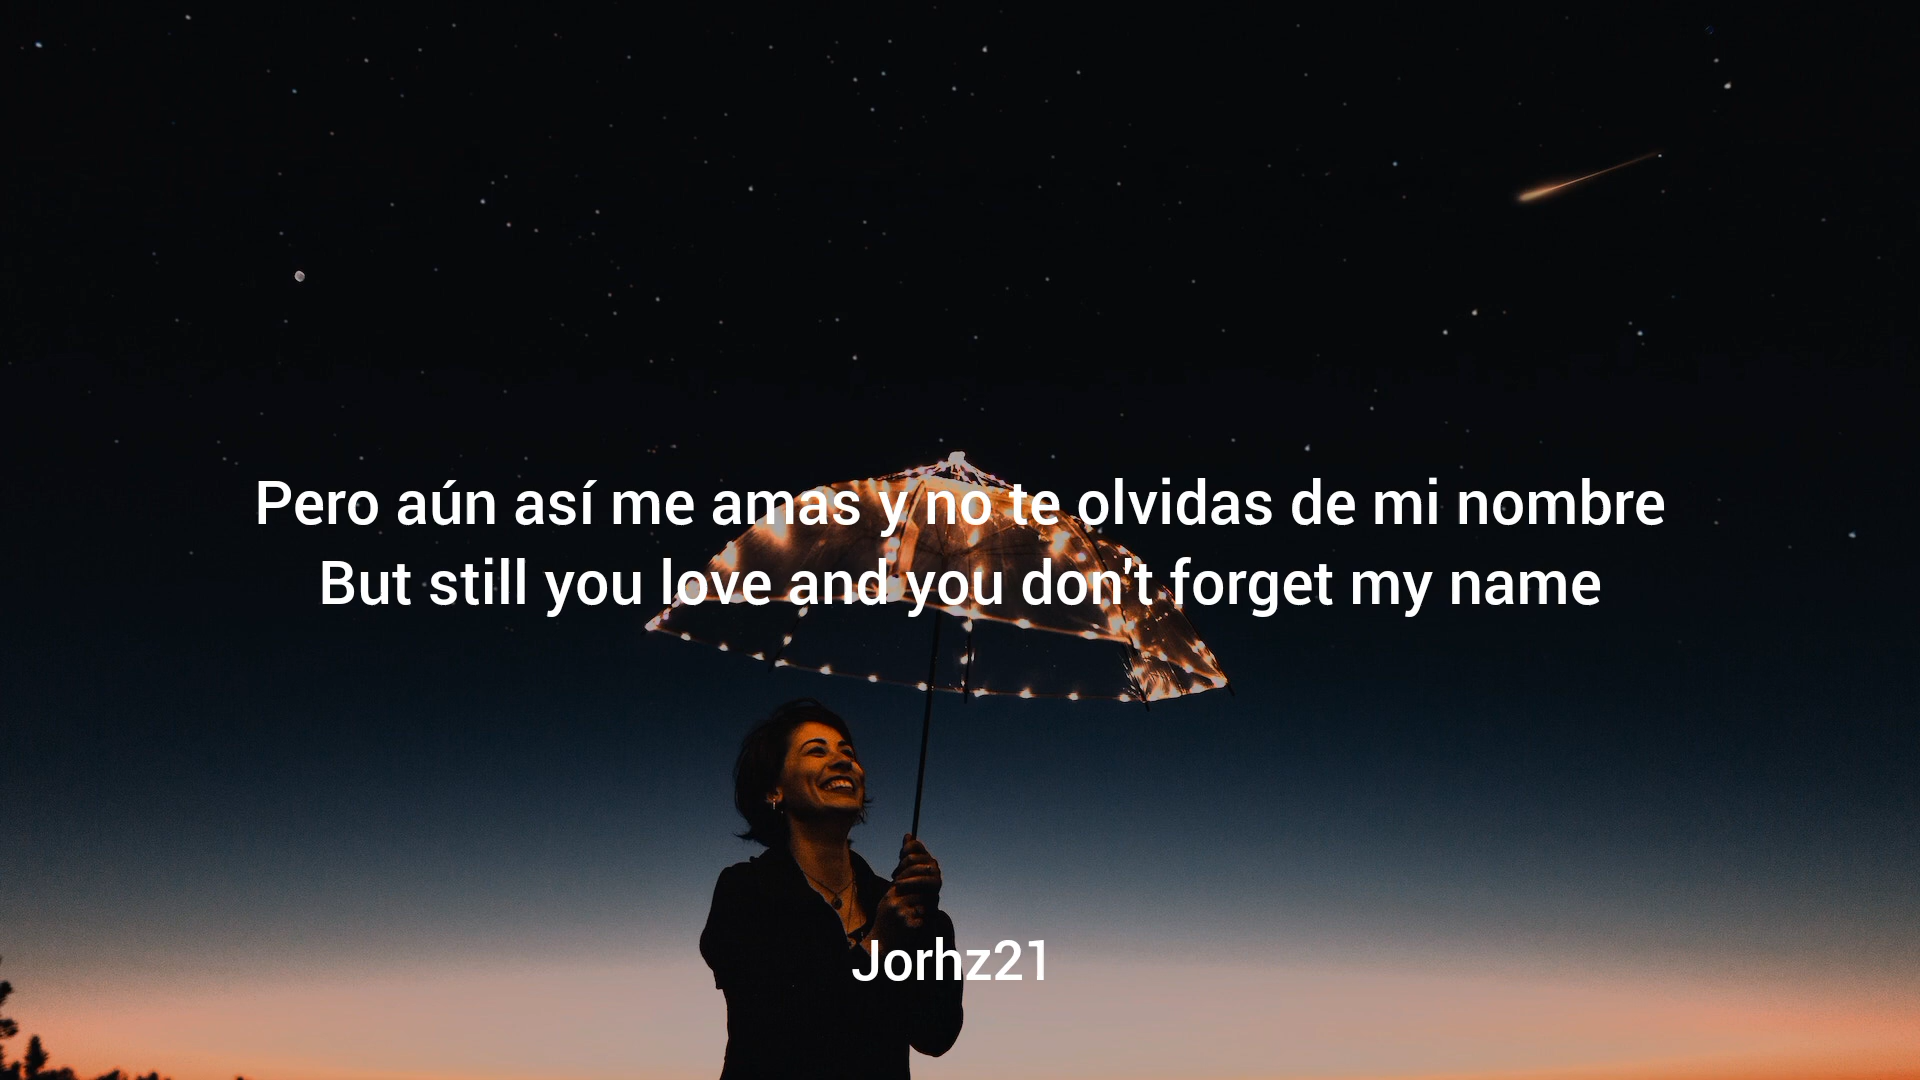 Pero aún así me amas y no te olvidas de mi nombre
But still you love and you don't forget my name
Jorhz21